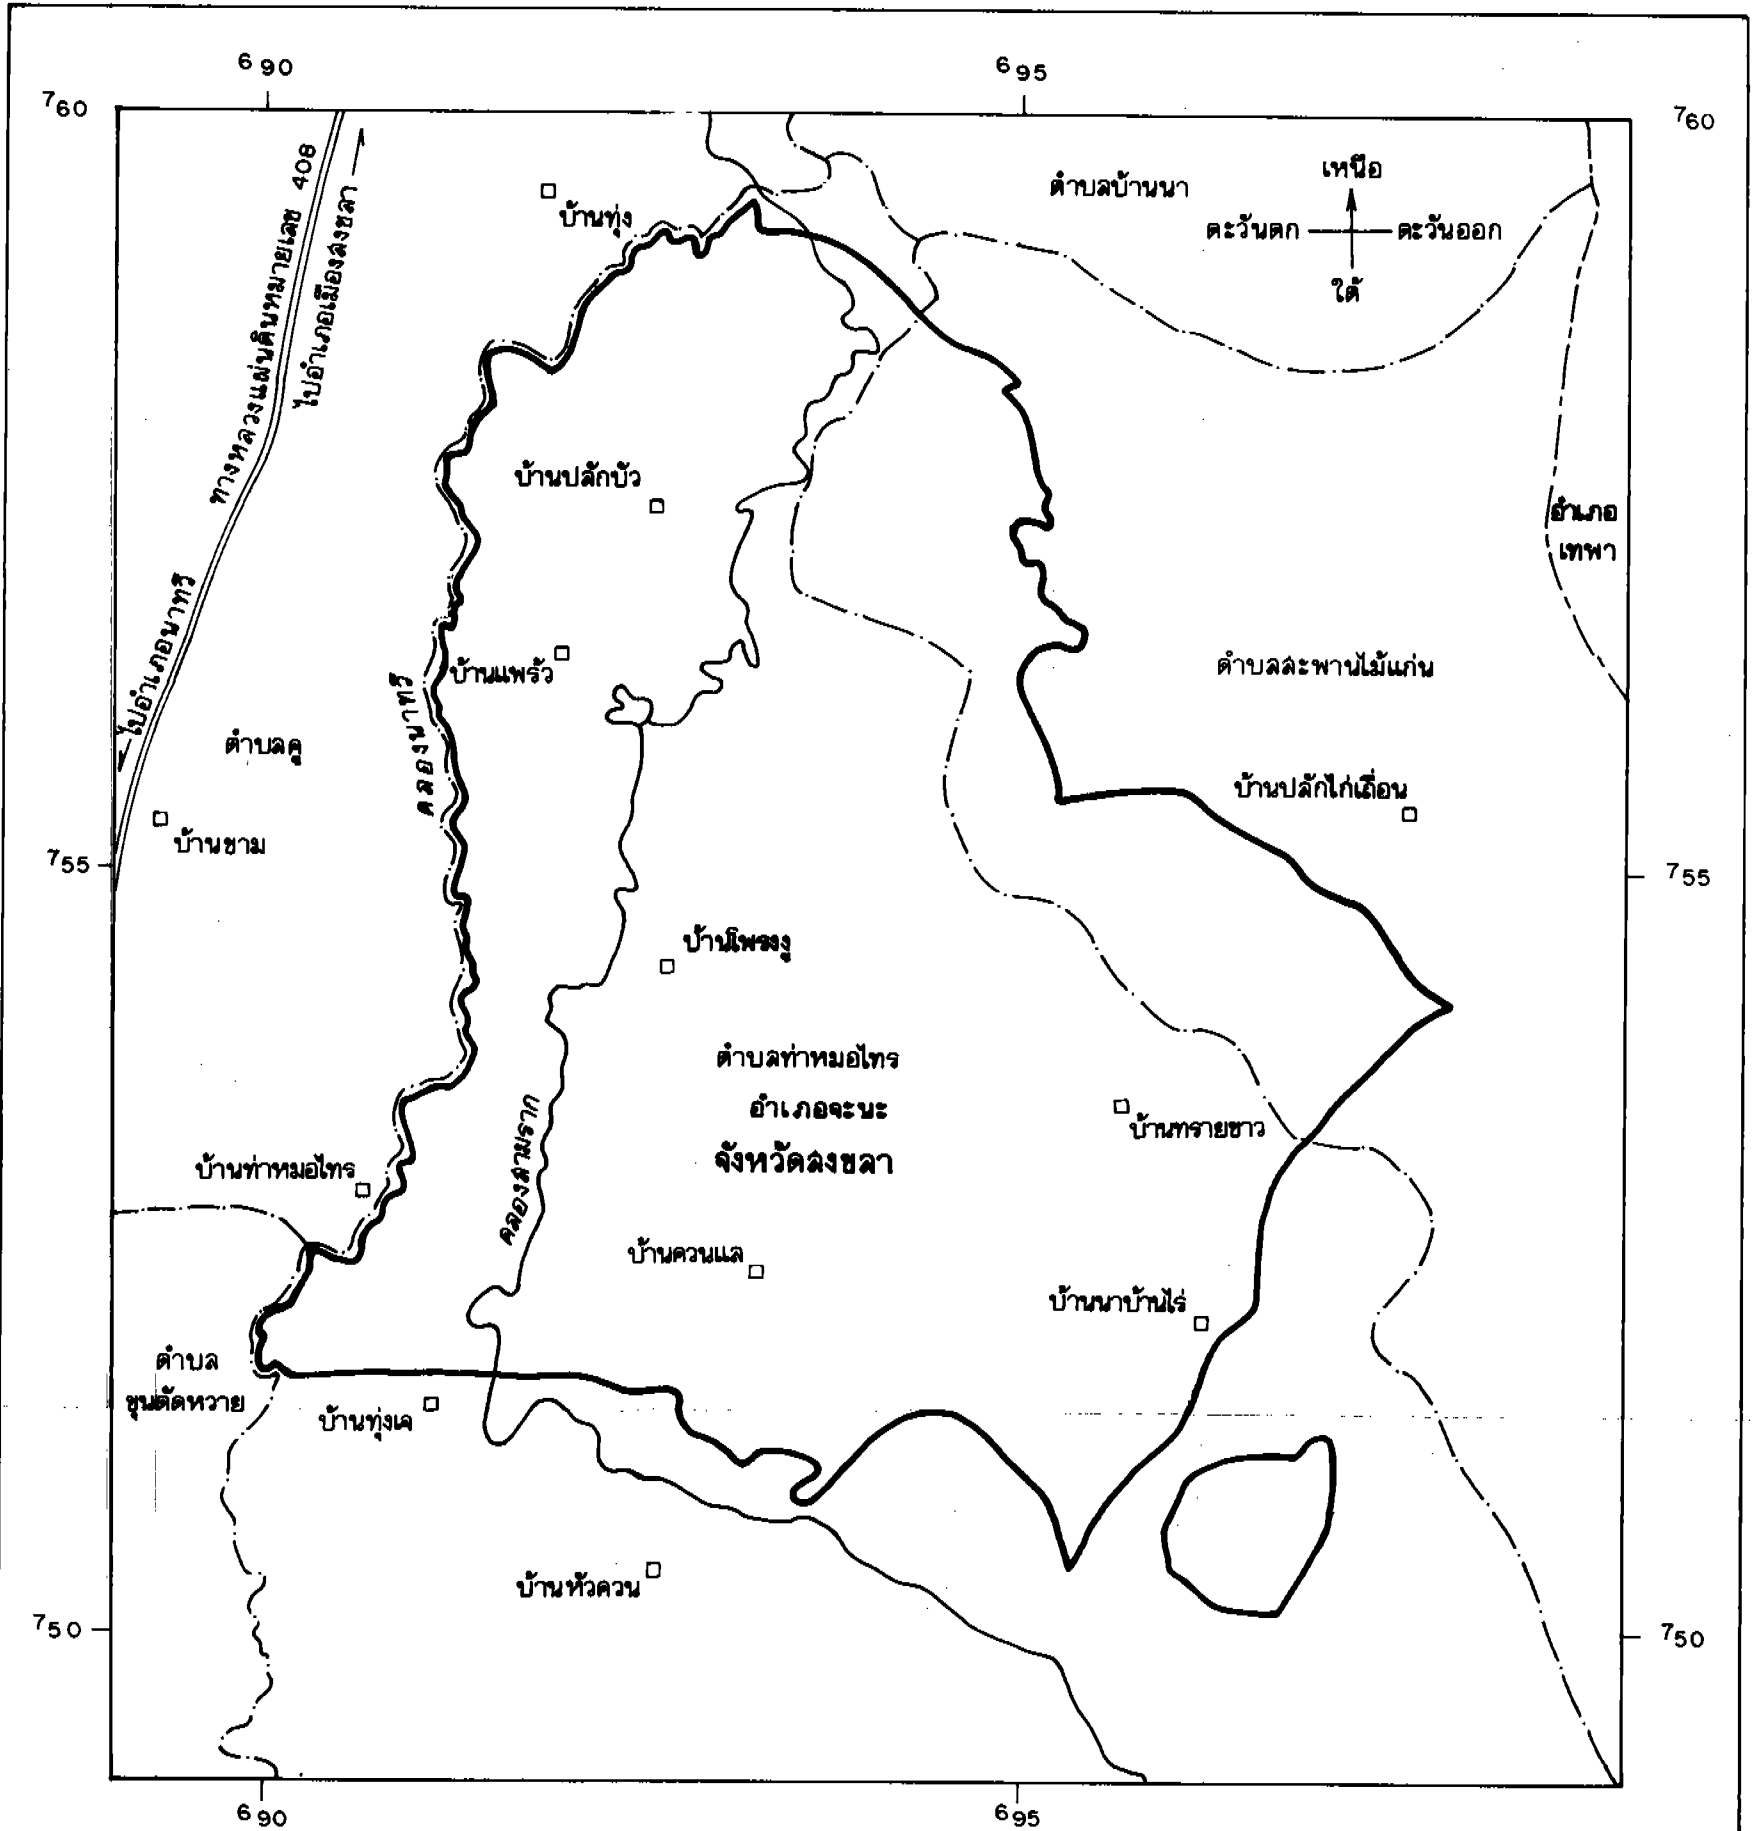 690
695
760
760
ทางหลวงแผ่นดินหมายเลข 408
ไปอำเภอเมืองสงขลา
บ้านทุ่ง
ตำบลบ้านนา
เหนือ
ตะวันตก
ตะวันออก
ใต้
บ้านปลักบัว
อำเภอ
เทพา
ไปอำเภอนาทวี
บ้านแพร้ว
คลองนาทวี
ตำบลสะพานไม้แก่น
ตำบลคู
บ้านปลักไก่เถื่อน
บ้านขาม
755
755
บ้านโพรงงู
ตำบลท่าหมอไทร
อำเภอจะนะ
จังหวัดสงขลา
บ้านทรายขาว
คลองสามราก
บ้านท่าหมอไทร
บ้านควนแล
บ้านนาบ้านไร่
ตำบล
ขุนตัดหวาย
บ้านทุ่งเจ
บ้านหัวควน
750
750
690
695